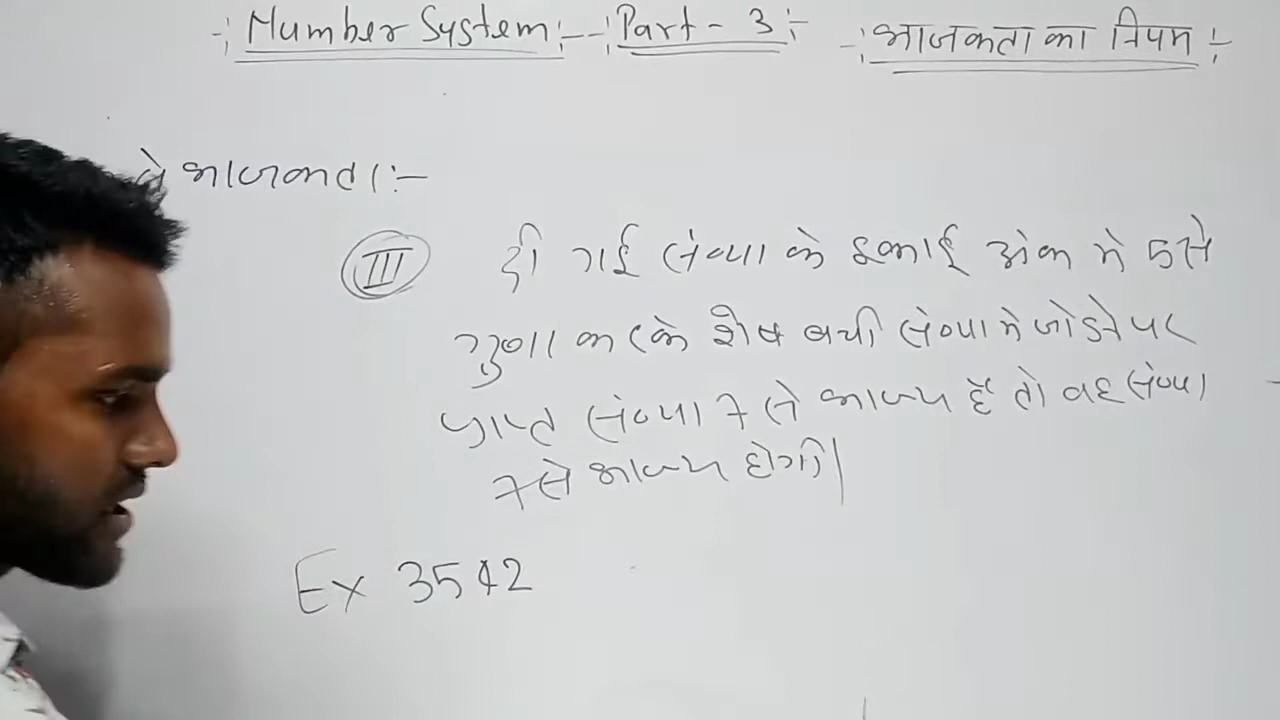 Number System Part - 3 भाजकता का नियम
से भाजकता :-
III दी गई संख्या के इकाई अंक मे 5 से
गुणा करके शेष बची संख्या मे जोडने पर
प्राप्त संख्या 7 से भाज्य हैं तो वह संख्या
7 से भाज्य होगी|
Ex 3542